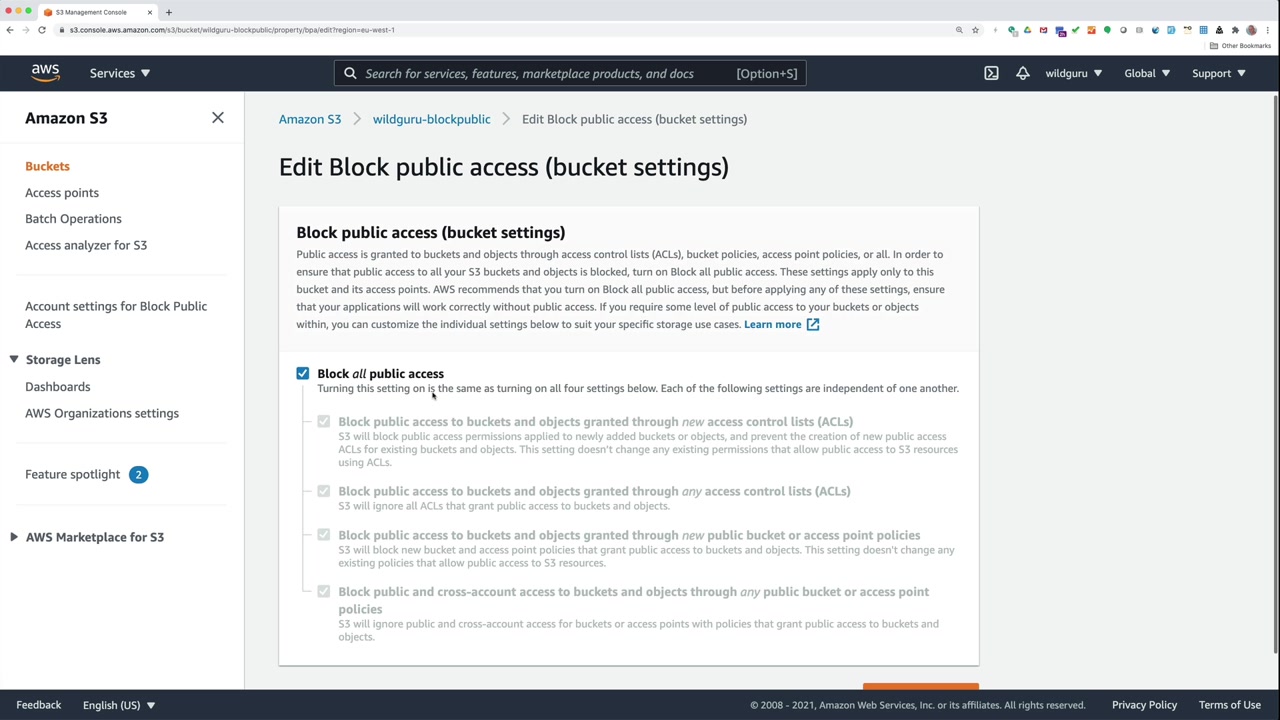 S3 Management Console
s3.console.aws.amazon.com/s3/bucket/wildguru-blockpublic/property/bpa/edit?region=eu-west-1
Other Bookmarks
aws
Services
Search for services, features, marketplace products, and docs [Option+S]
wildguru
Global
Support
Amazon S3
Buckets
Access points
Batch Operations
Access analyzer for S3
Account settings for Block Public
Access
Storage Lens
Dashboards
AWS Organizations settings
Feature spotlight 2
AWS Marketplace for S3
Amazon S3 > wildguru-blockpublic > Edit Block public access (bucket settings)
Edit Block public access (bucket settings)
Block public access (bucket settings)
Public access is granted to buckets and objects through access control lists (ACLs), bucket policies, access point policies, or all. In order
to ensure that public access to all your S3 buckets and objects is blocked, turn on Block all public access. These settings apply only to this
bucket and its access points. AWS recommends that you turn on Block all public access, but before applying any of these settings, ensure
that your applications will work correctly without public access. If you require some level of public access to your buckets or objects
within, you can customize the individual settings below to suit your specific storage use cases. Learn more
Block all public access
Turning this setting on is the same as turning on all four settings below. Each of the following settings are independent of one another.
Block public access to buckets and objects granted through new access control lists (ACLs)
S3 will block public access permissions applied to newly added buckets or objects, and prevent the creation of new public access
ACLs for existing buckets and objects. This setting doesn't change any existing permissions that allow public access to S3 resources
using ACLs.
Block public access to buckets and objects granted through any access control lists (ACLs)
S3 will ignore all ACLs that grant public access to buckets and objects.
Block public access to buckets and objects granted through new public bucket or access point policies
S3 will block new bucket and access point policies that grant public access to buckets and objects. This setting doesn't change any
existing policies that allow public access to S3 resources.
Block public and cross-account access to buckets and objects through any public bucket or access point
policies
S3 will ignore public and cross-account access for buckets or access points with policies that grant public access to buckets and
objects.
Feedback
English (US)
© 2008 - 2021, Amazon Web Services, Inc. or its affiliates. All rights reserved.
Privacy Policy
Terms of Use